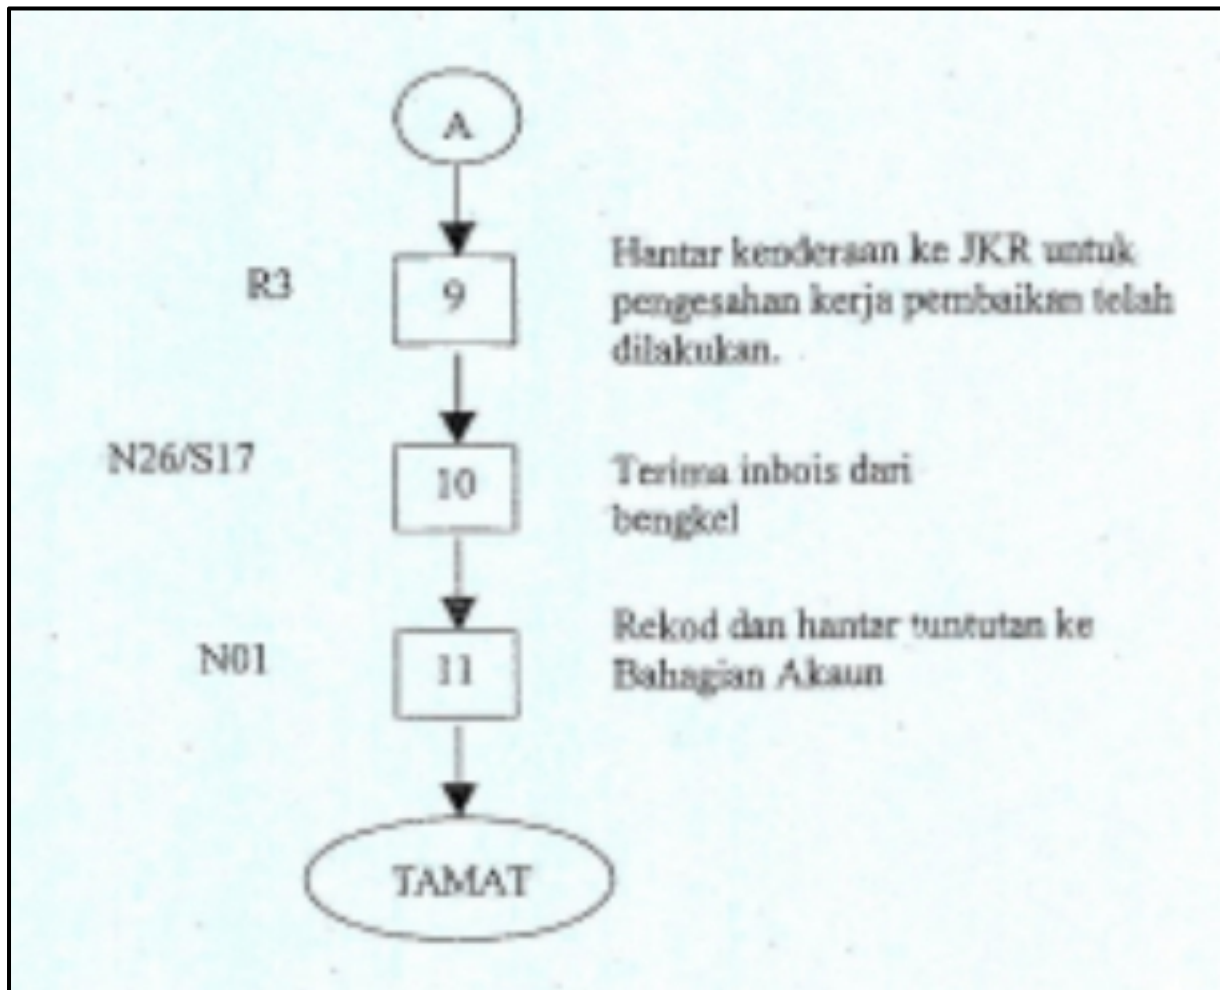 A
R3
9
Hantar kenderaan ke JKR untuk
pengesahan kerja pembaikan telah
dilakukan.
N26/S17
10
Terima inbois dari
bengkel
N01
11
Rekod dan hantar tuntutan ke
Bahagian Akaun
TAMAT